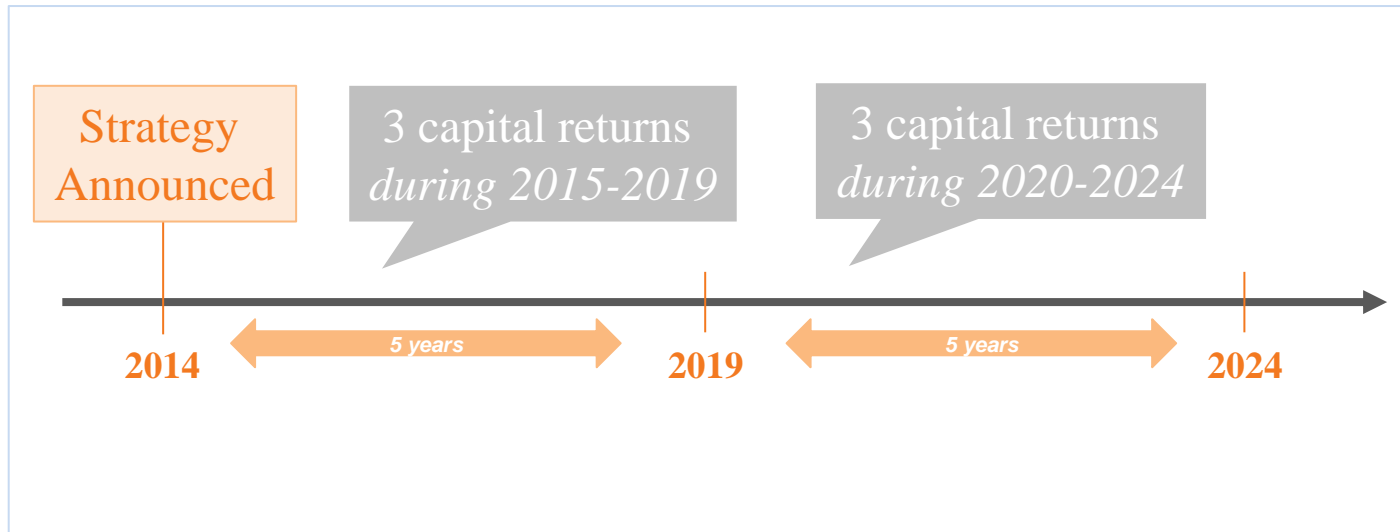 Strategy
Announced
3 capital returns
during 2015-2019
3 capital returns
during 2020-2024
5 years
5 years
2014
2019
2024